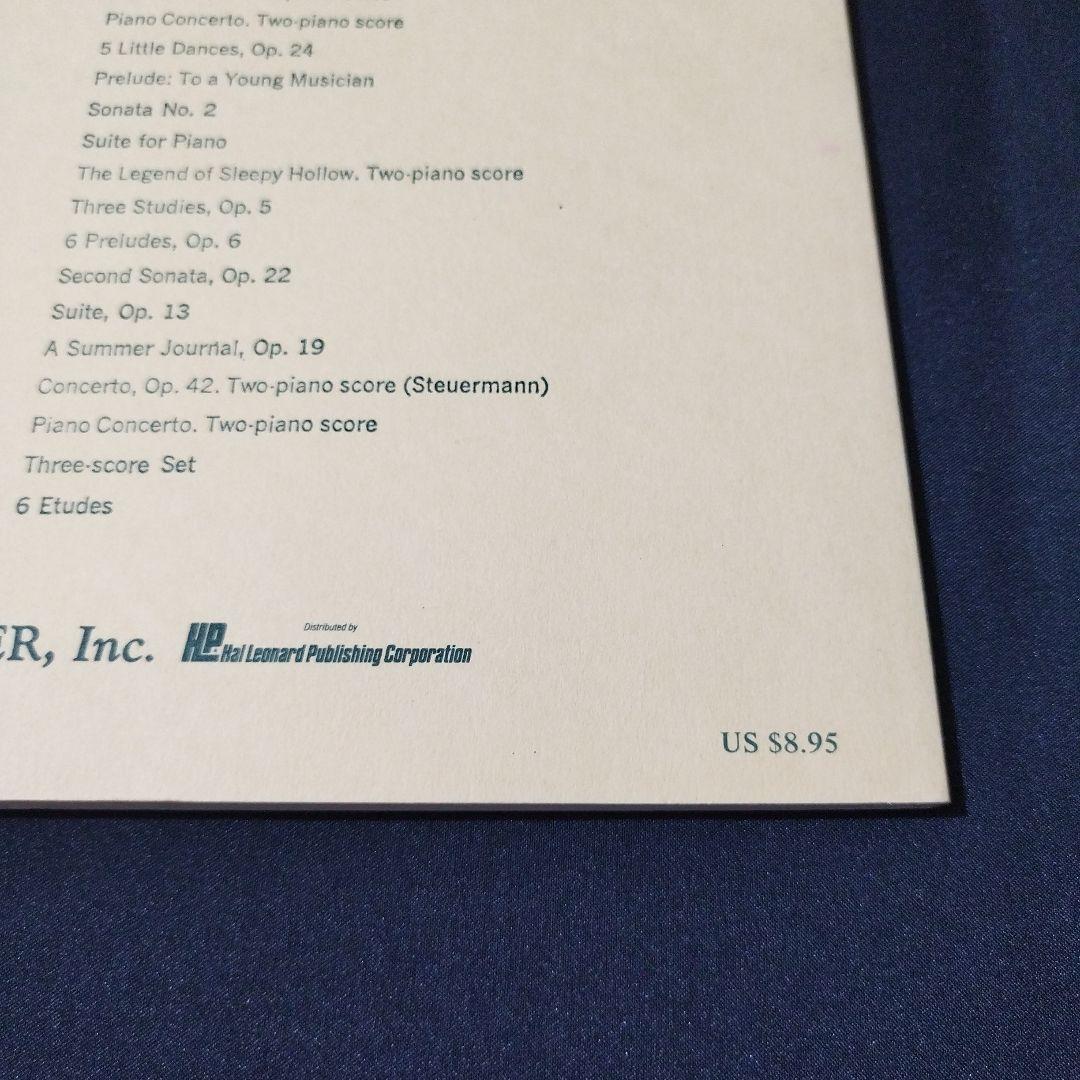 Piano Concerto. Two-piano score
5 Little Dances, Op. 24
Prelude: To a Young Musician
Sonata No. 2
Suite for Piano
The Legend of Sleepy Hollow. Two-piano score
Three Studies, Op. 5
6 Preludes, Op. 6
Second Sonata, Op. 22
Suite, Op. 13
A Summer Journal, Op. 19
Concerto, Op. 42. Two-piano score (Steuermann)
Piano Concerto. Two-piano score
Three-score Set
6 Etudes
ER, Inc.
Distributed by
HLP. Hal Leonard Publishing Corporation
US $8.95